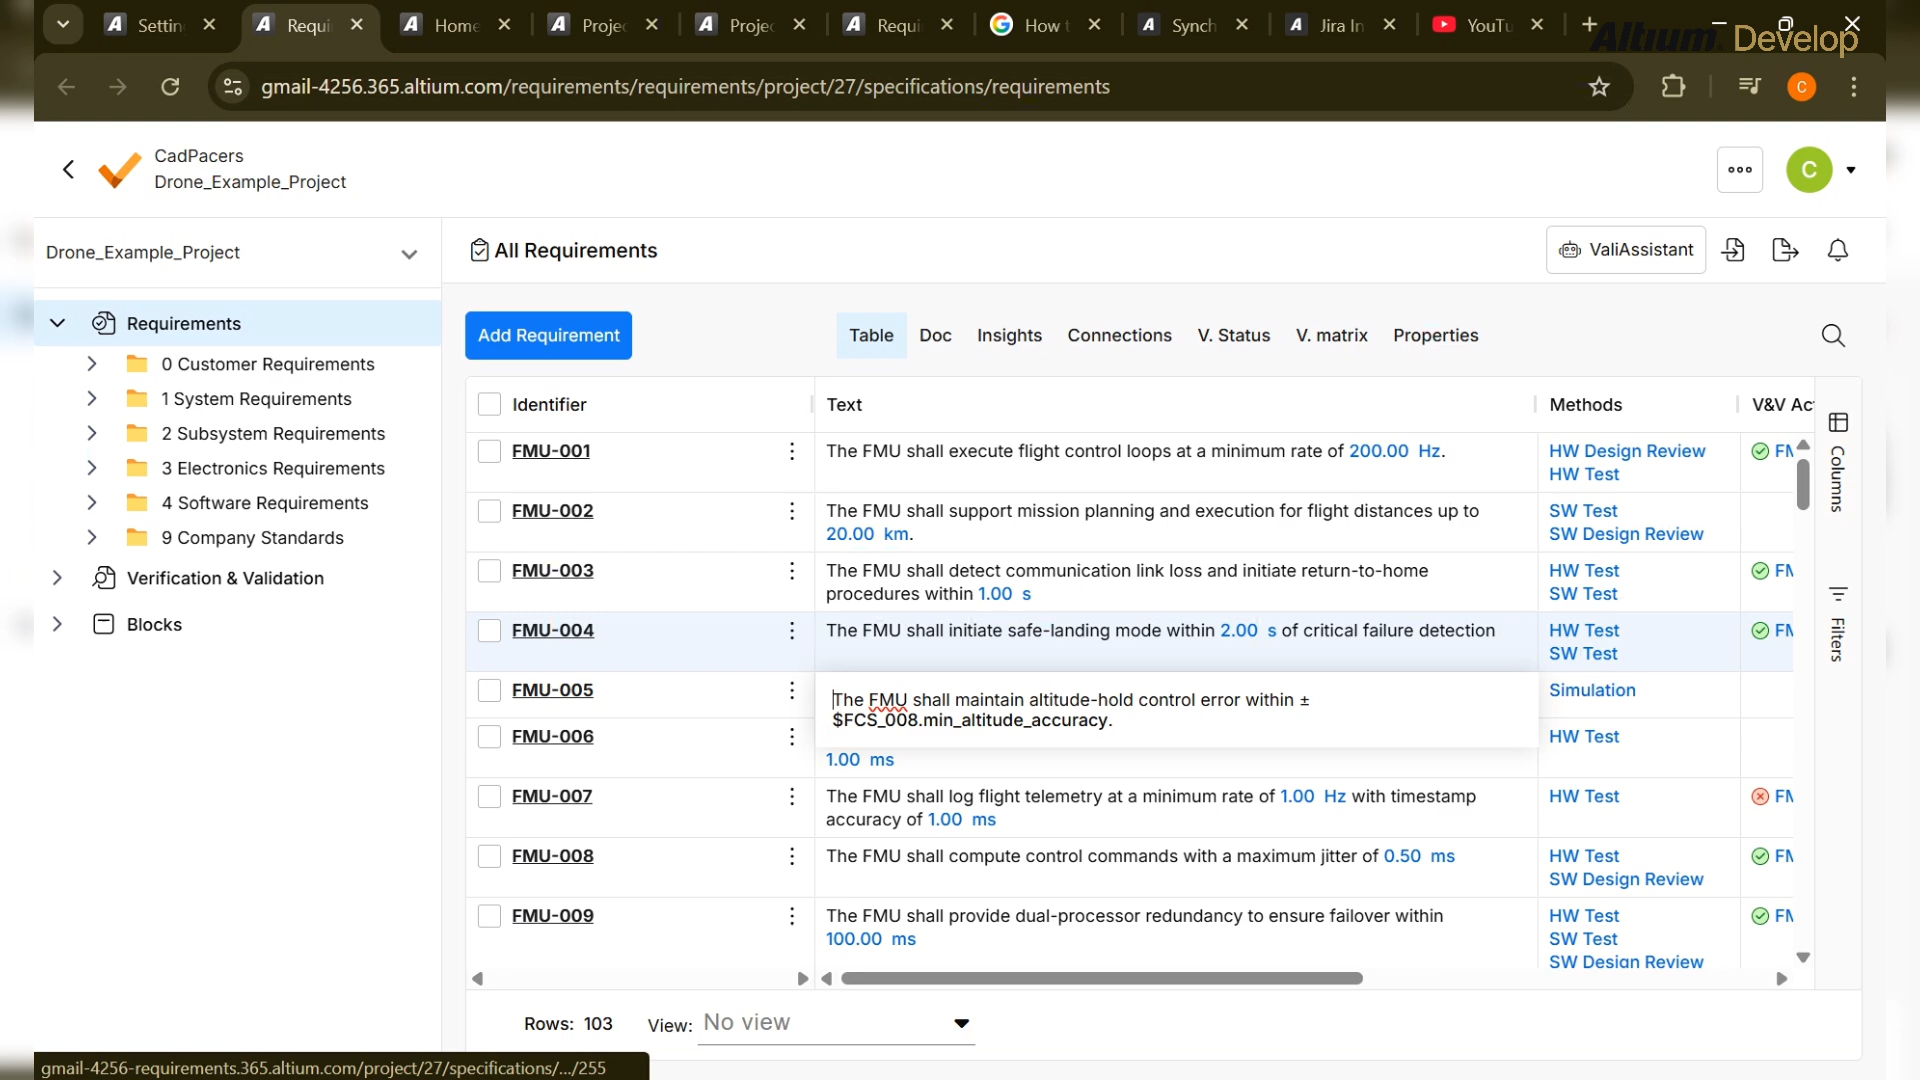 Settin
Requi
Home
Projec
Projec
Requi
How t
Synch
Jira In
YouTu
Altium Develop
gmail-4256.365.altium.com/requirements/requirements/project/27/specifications/requirements
C
CadPacers
Drone_Example_Project
C
Drone_Example_Project
All Requirements
ValiAssistant
Requirements
0 Customer Requirements
1 System Requirements
2 Subsystem Requirements
3 Electronics Requirements
4 Software Requirements
9 Company Standards
Verification & Validation
Blocks
Add Requirement
Table Doc Insights Connections V. Status V. matrix Properties
Identifier Text Methods V&V Ac
FMU-001 The FMU shall execute flight control loops at a minimum rate of 200.00 Hz. HW Design Review
HW Test
FMU-002 The FMU shall support mission planning and execution for flight distances up to SW Test
20.00 km. SW Design Review
FMU-003 The FMU shall detect communication link loss and initiate return-to-home HW Test
procedures within 1.00 s SW Test
FMU-004 The FMU shall initiate safe-landing mode within 2.00 s of critical failure detection HW Test
SW Test
FMU-005 The FMU shall maintain altitude-hold control error within ± Simulation
$FCS_008.min_altitude_accuracy.
FMU-006 HW Test
1.00 ms
FMU-007 The FMU shall log flight telemetry at a minimum rate of 1.00 Hz with timestamp HW Test
accuracy of 1.00 ms
FMU-008 The FMU shall compute control commands with a maximum jitter of 0.50 ms HW Test
SW Design Review
FMU-009 The FMU shall provide dual-processor redundancy to ensure failover within HW Test
100.00 ms SW Test
SW Design Review
Columns
Filters
Rows: 103 View: No view
gmail-4256-requirements.365.altium.com/project/27/specifications/.../255